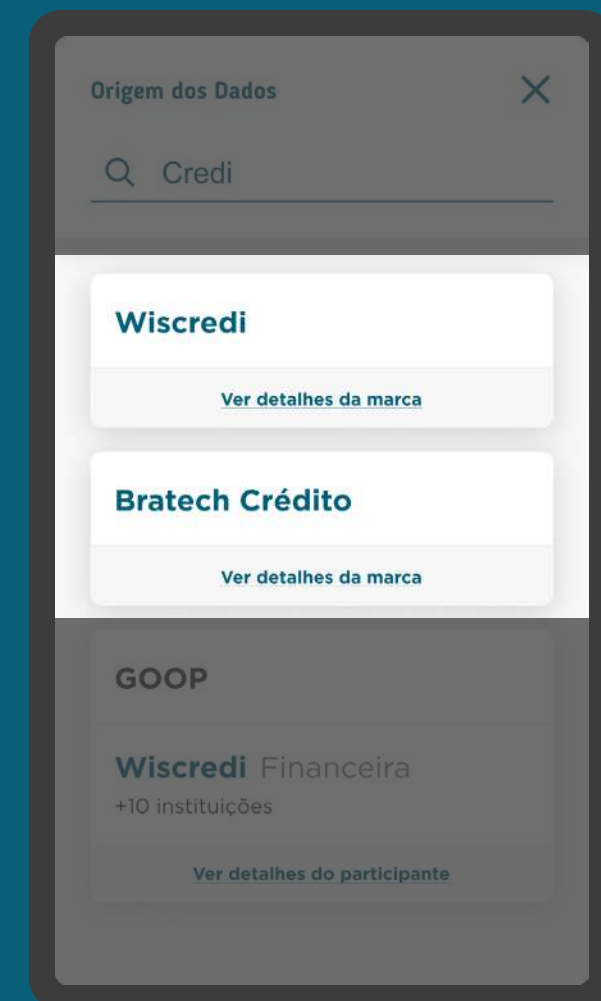 Origem dos Dados
Credi
Wiscredi
Ver detalhes da marca
Bratech Crédito
Ver detalhes da marca
GOOP
Wiscredi Financeira
+10 instituições
Ver detalhes do participante